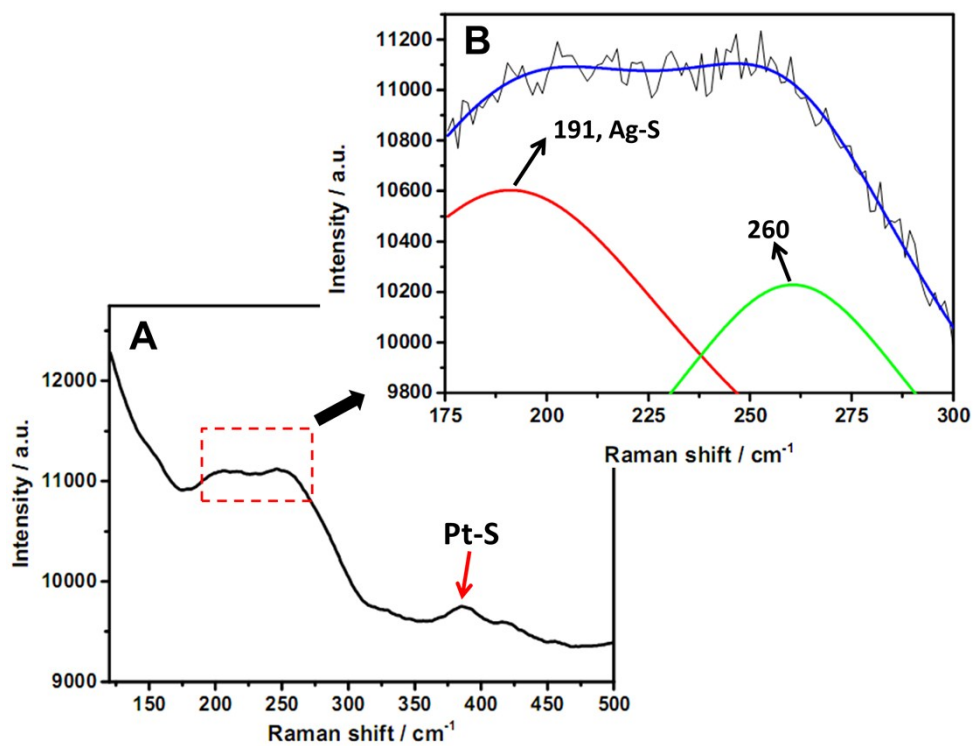 B
11200
11000
10800
10600
10400
10200
10000
9800
Intensity / a.u.
191, Ag-S
260
175 200 225 250 275 300
Raman shift / cm-1
A
12000
11000
10000
9000
Intensity / a.u.
Pt-S
150 200 250 300 350 400 450 500
Raman shift / cm-1